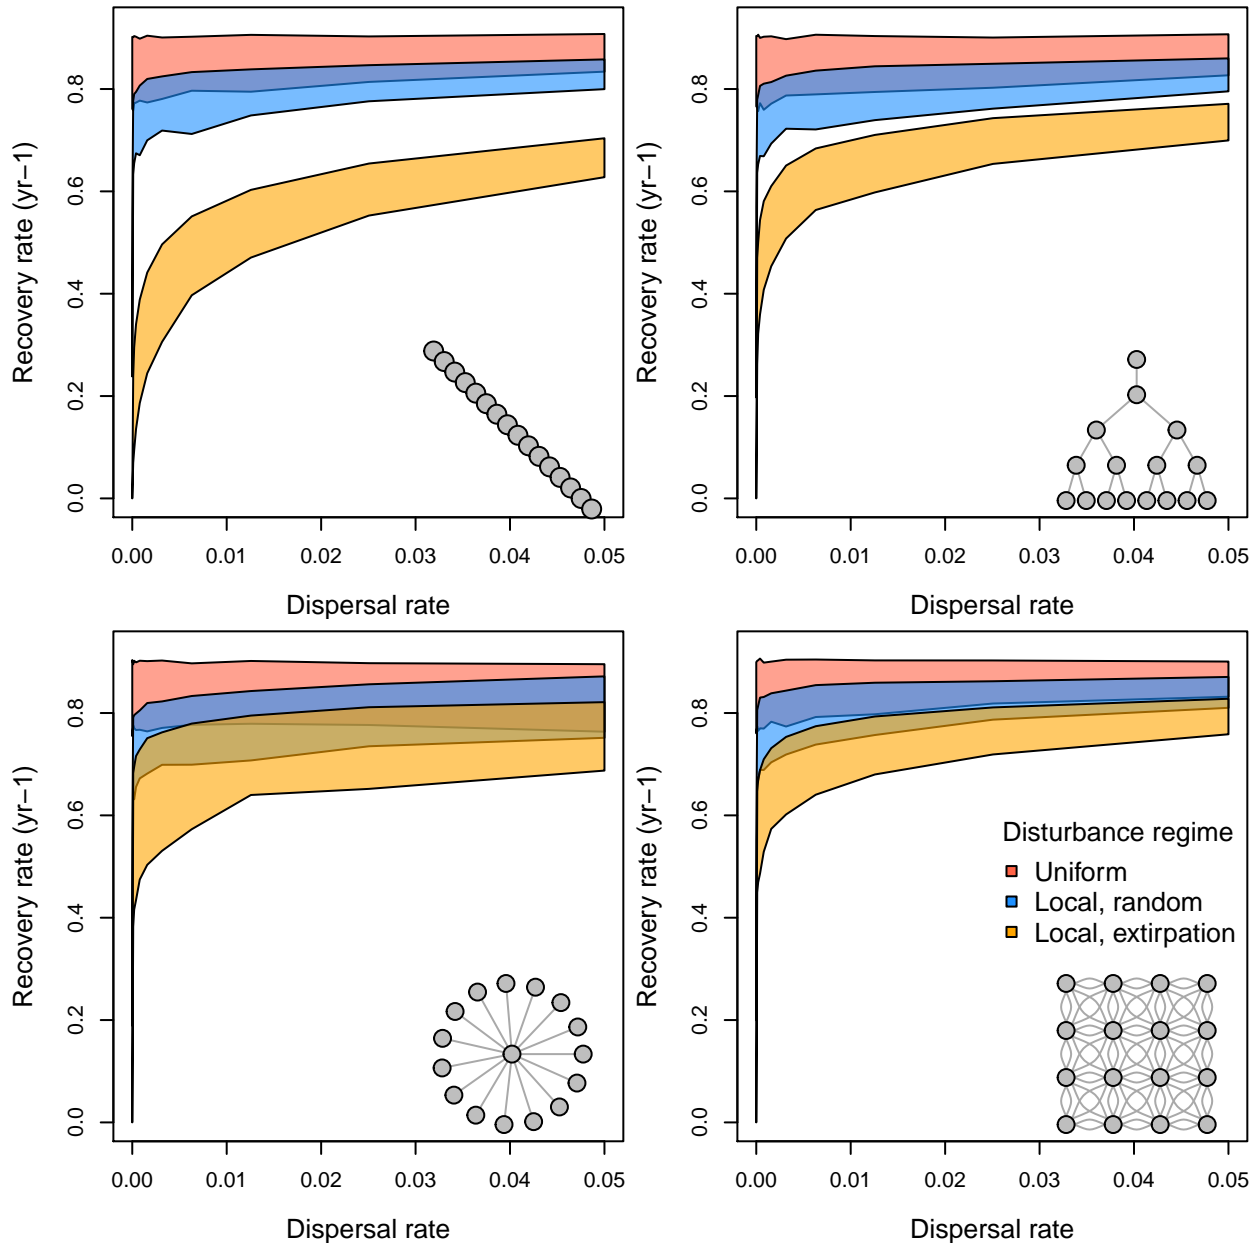 Recovery rate (yr−1)
0.8
0.6
0.4
0.2
0.0
0.00 0.01 0.02 0.03 0.04 0.05
Dispersal rate
Recovery rate (yr−1)
0.8
0.6
0.4
0.2
0.0
0.00 0.01 0.02 0.03 0.04 0.05
Dispersal rate
Recovery rate (yr−1)
0.8
0.6
0.4
0.2
0.0
0.00 0.01 0.02 0.03 0.04 0.05
Dispersal rate
Recovery rate (yr−1)
0.8
0.6
0.4
0.2
0.0
Disturbance regime
Uniform
Local, random
Local, extirpation
0.00 0.01 0.02 0.03 0.04 0.05
Dispersal rate